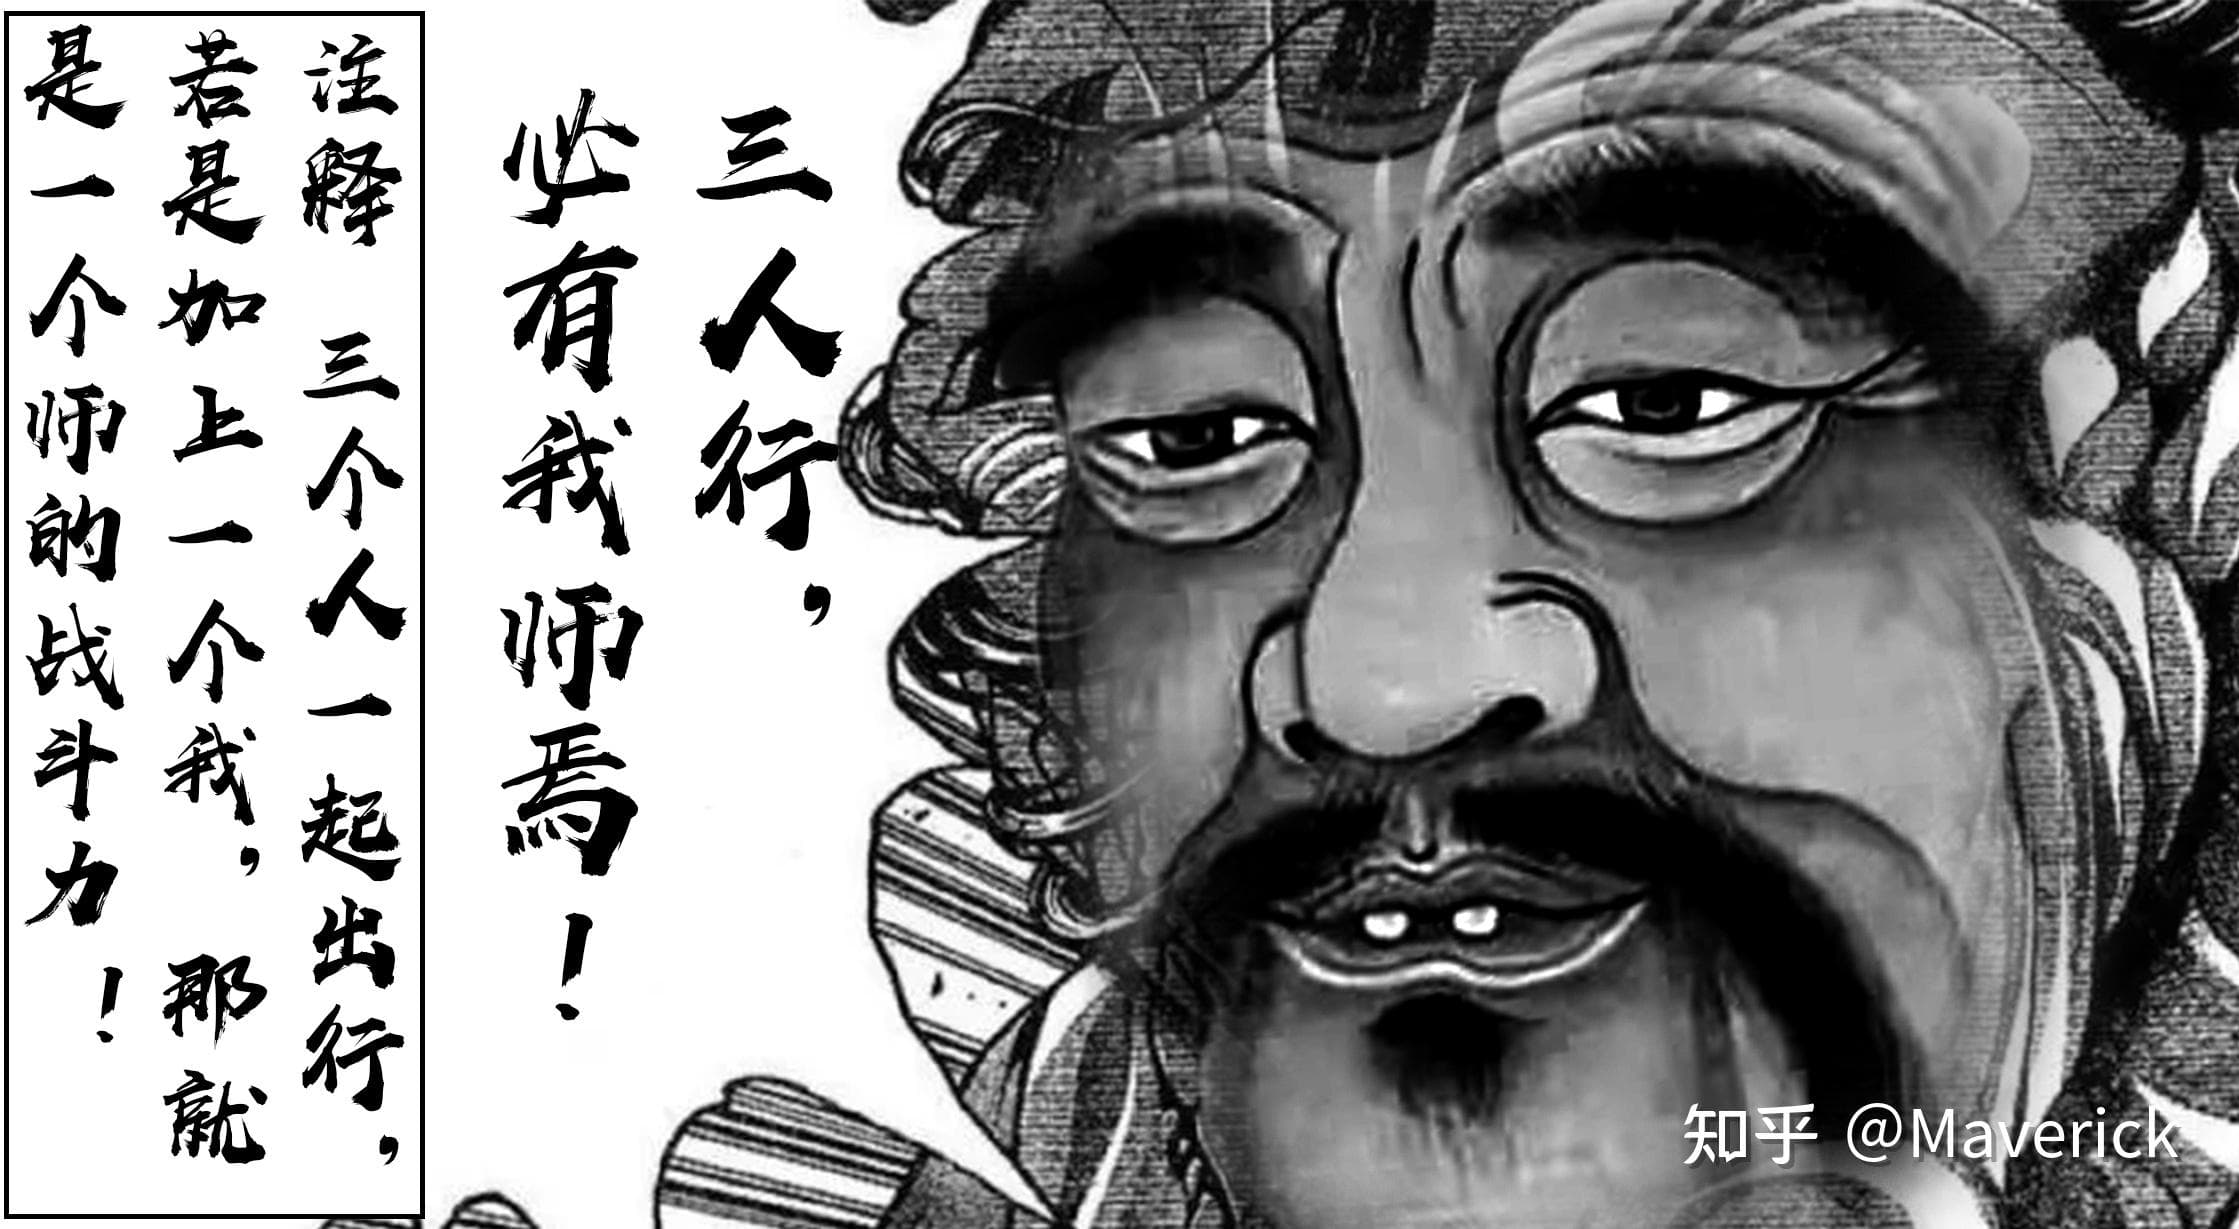 三人行，
必有我师焉！
注释 三个人一起出行，
若是加上一个我，那就
是一个师的战斗力！
知乎 @Maverick